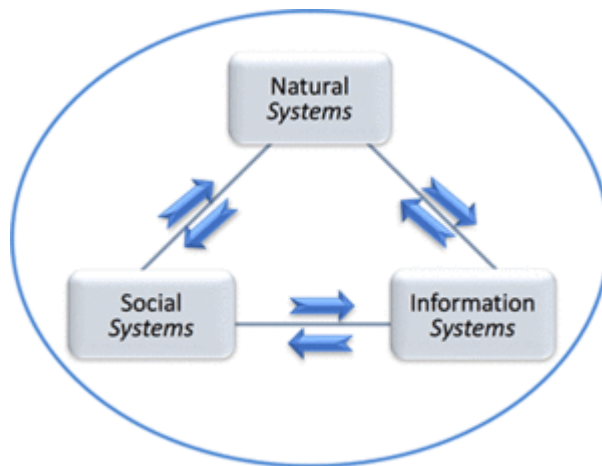 Natural
Systems
Social
Systems
Information
Systems